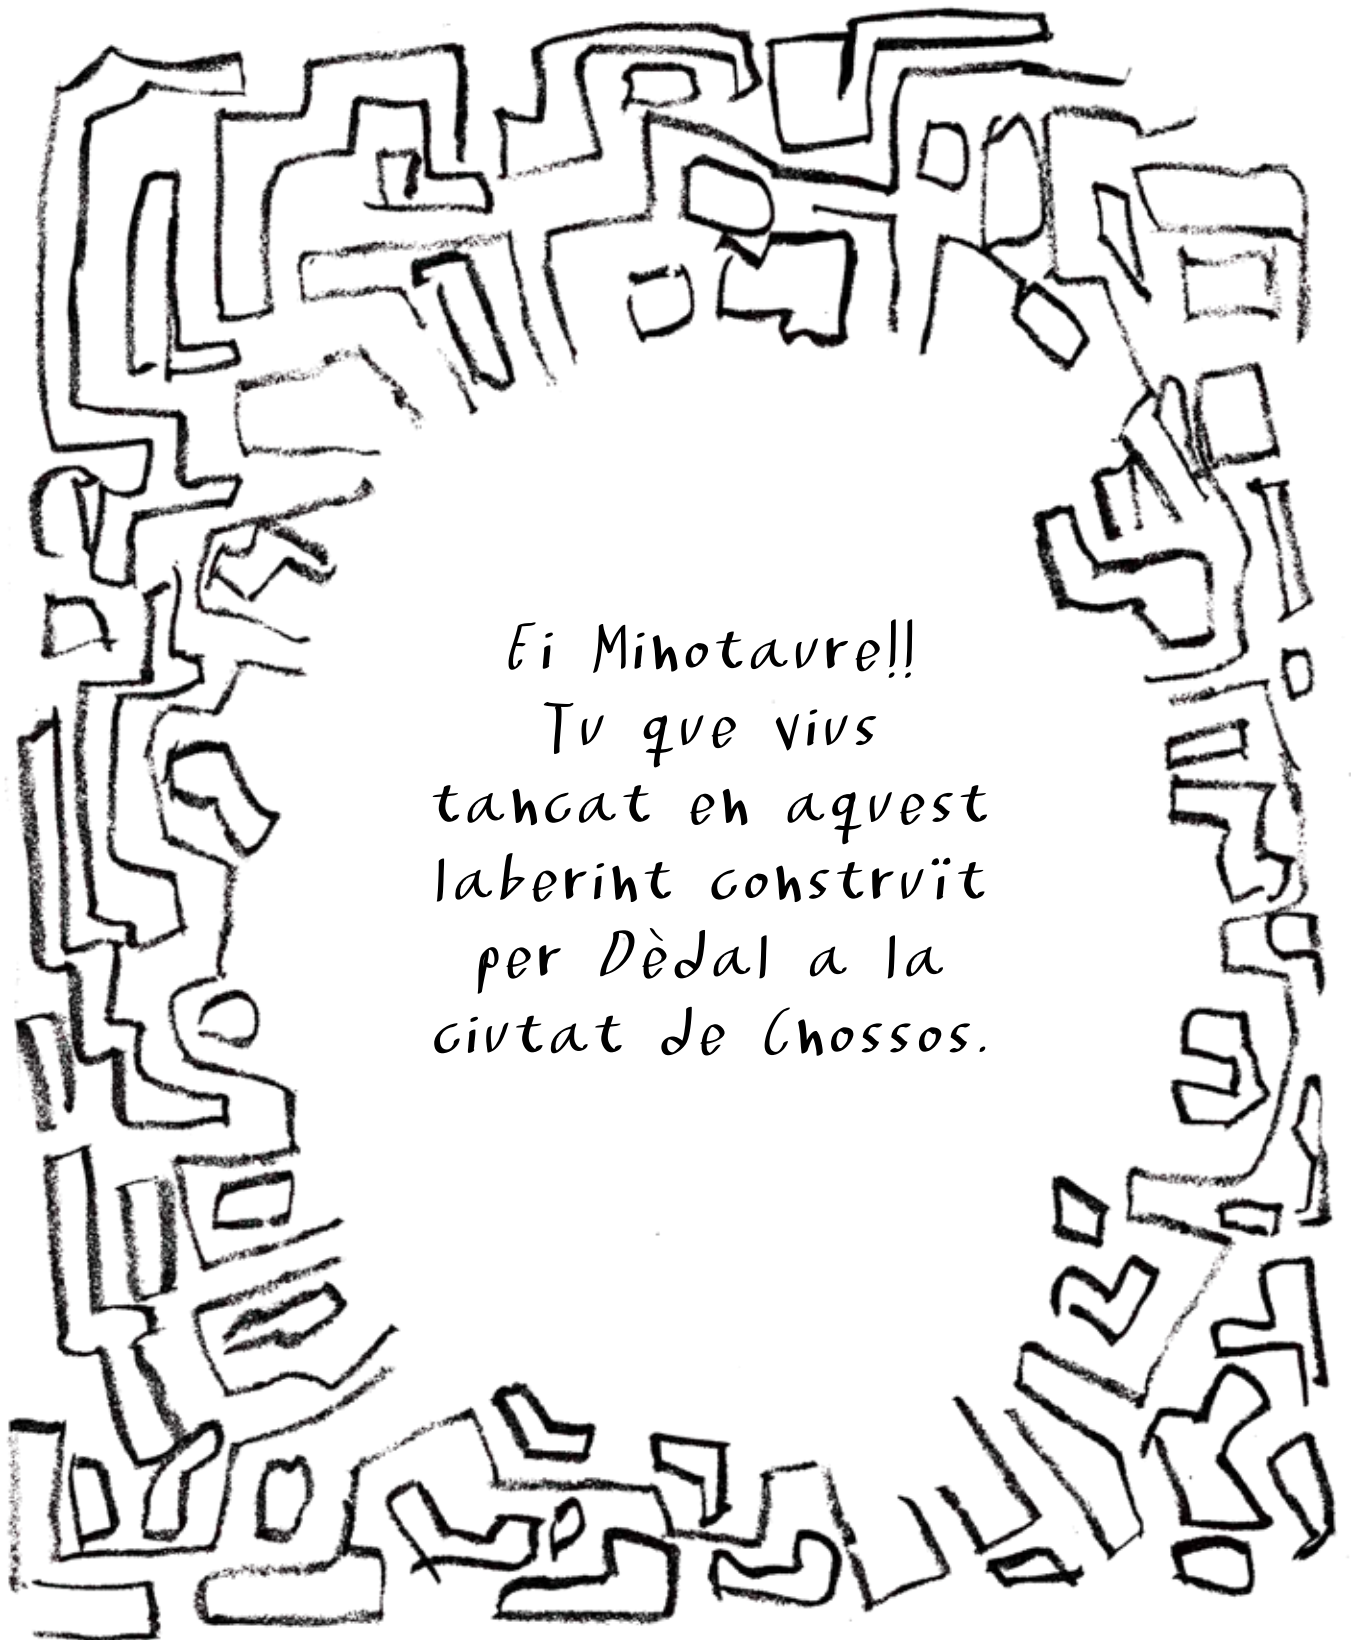 Ei Minotaure!!
Tu que vius
tancat en aquest
laberint construït
per Dèdal a la
ciutat de Cnossos.